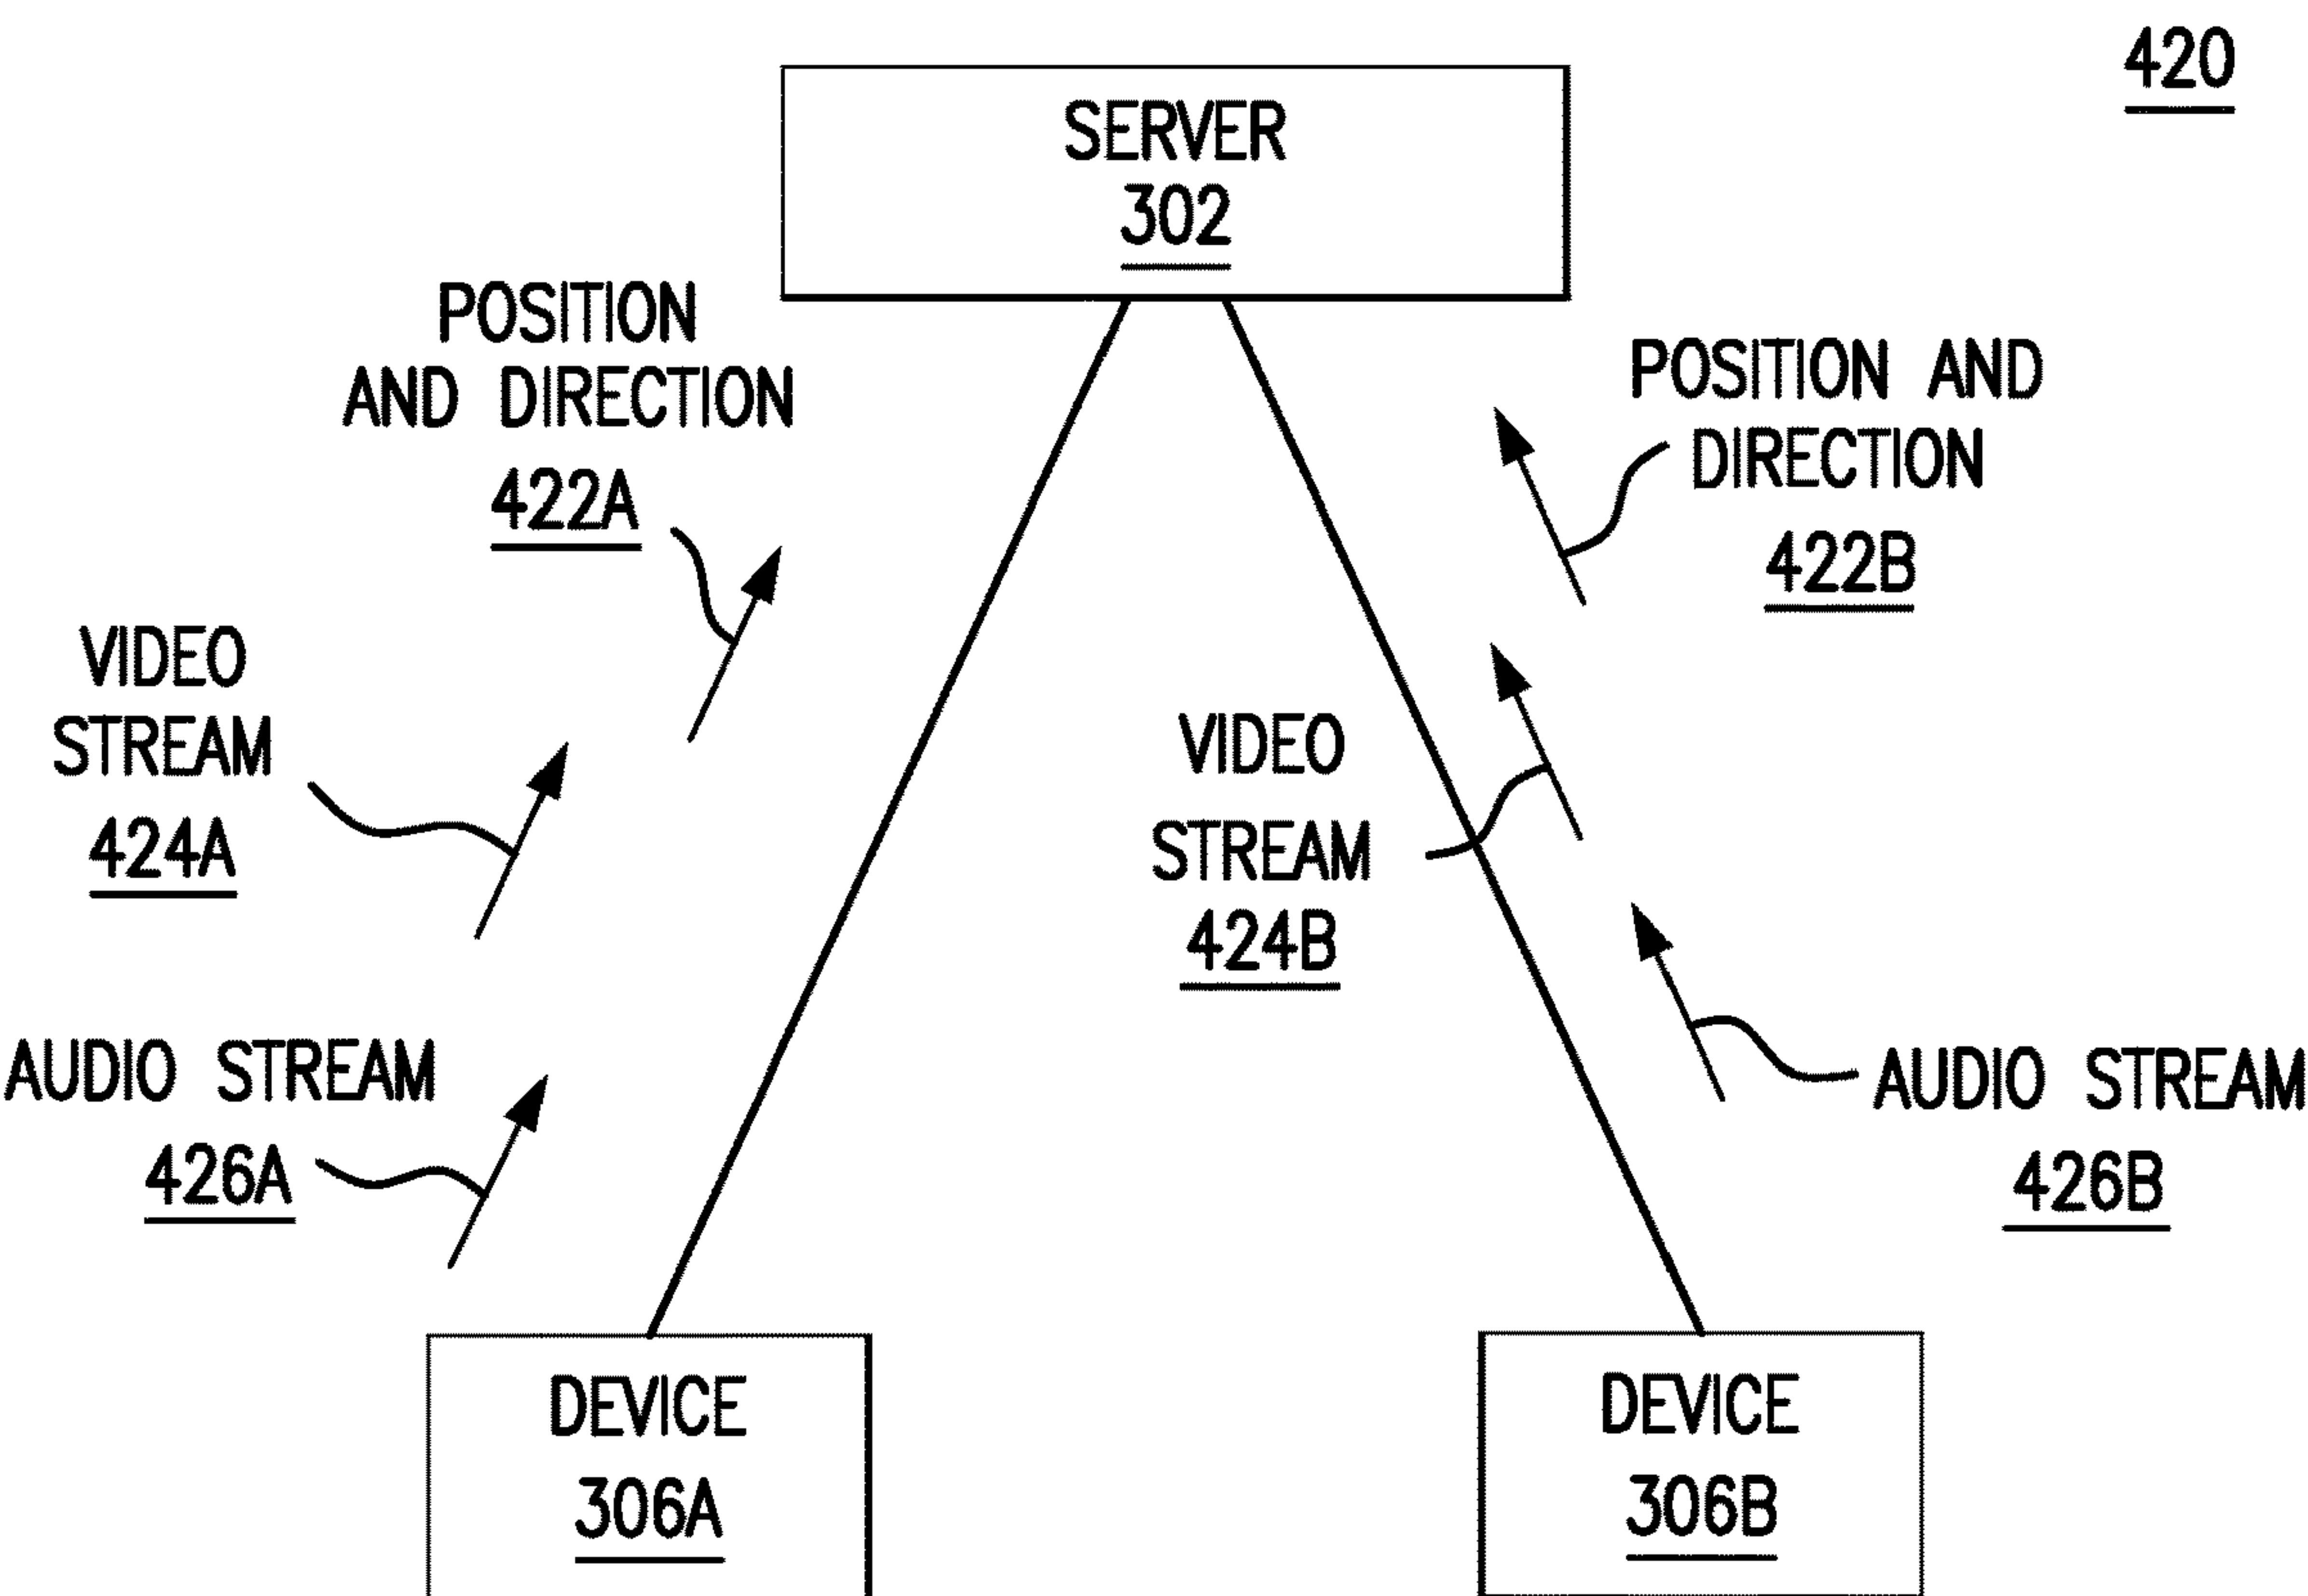 420
SERVER
302
POSITION
AND DIRECTION
422A
POSITION AND
DIRECTION
422B
VIDEO
STREAM
424A
VIDEO
STREAM
424B
AUDIO STREAM
426A
AUDIO STREAM
426B
DEVICE
306A
DEVICE
306B